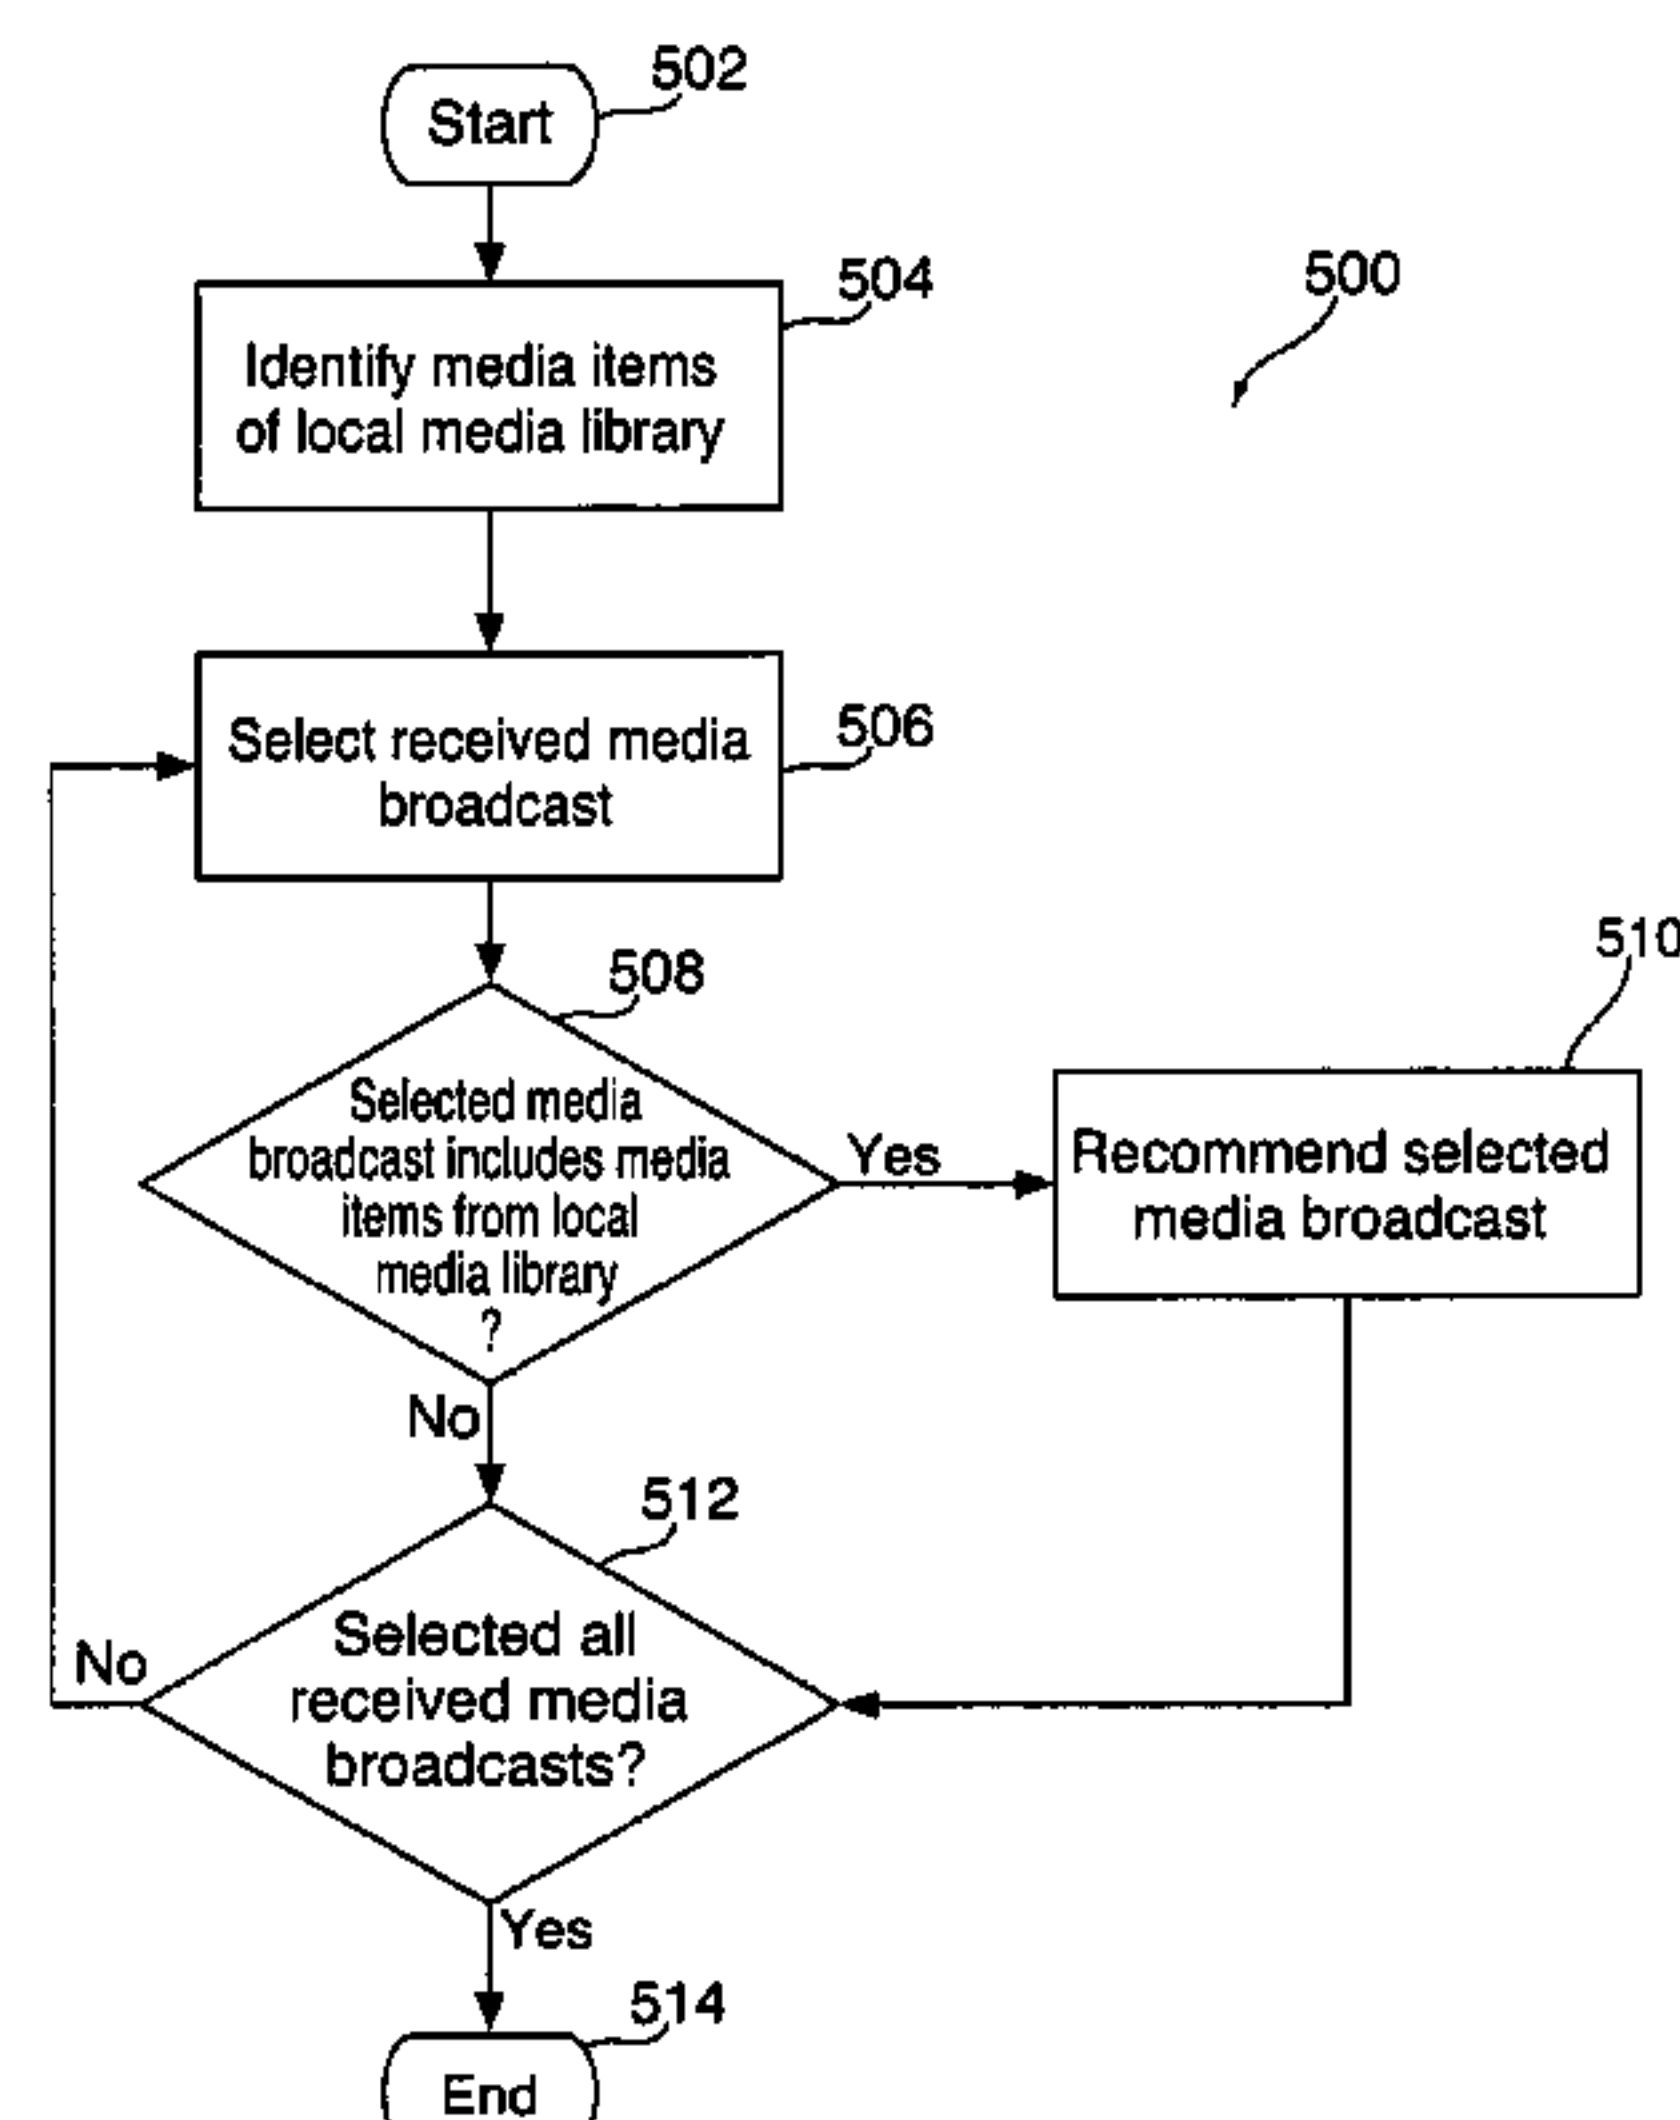 502
Start
504
500
Identify media items
of local media library
506
Select received media
broadcast
510
508
Selected media
broadcast includes media
items from local
media library
?
Yes
Recommend selected
media broadcast
No
512
Selected all
received media
broadcasts?
No
Yes
514
End